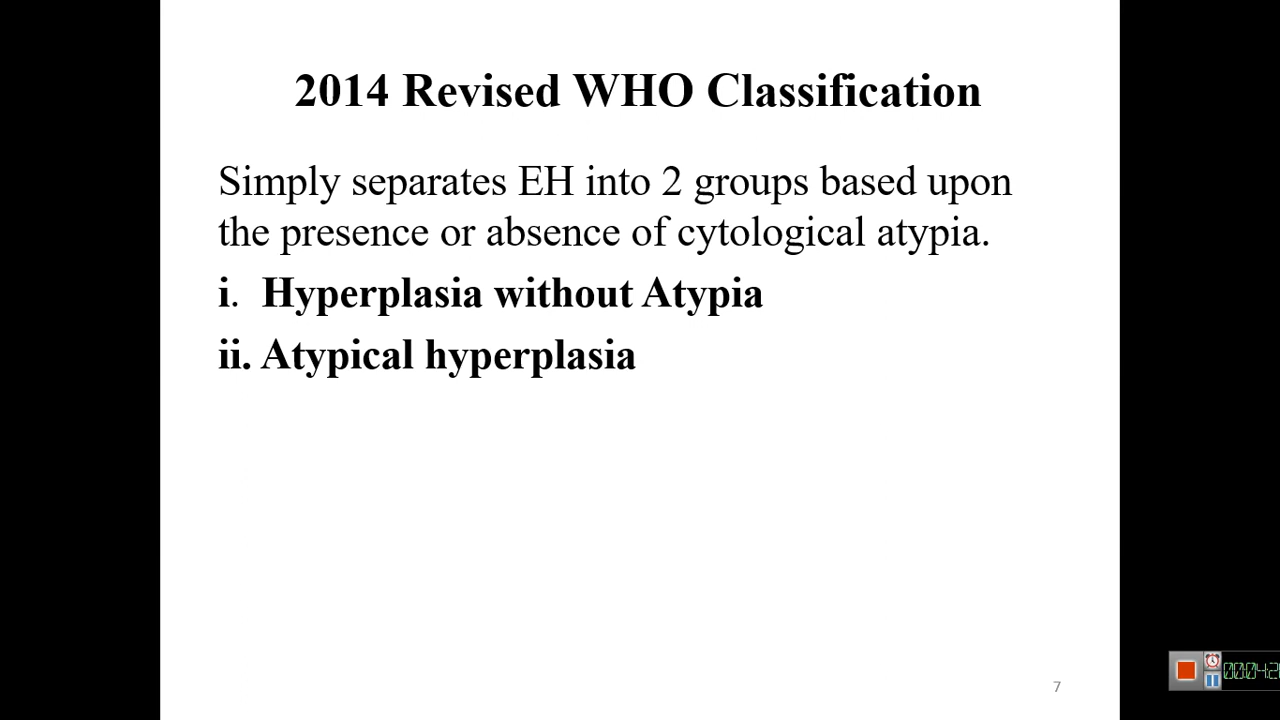 2014 Revised WHO Classification
Simply separates EH into 2 groups based upon
the presence or absence of cytological atypia.
i. Hyperplasia without Atypia
ii. Atypical hyperplasia
7